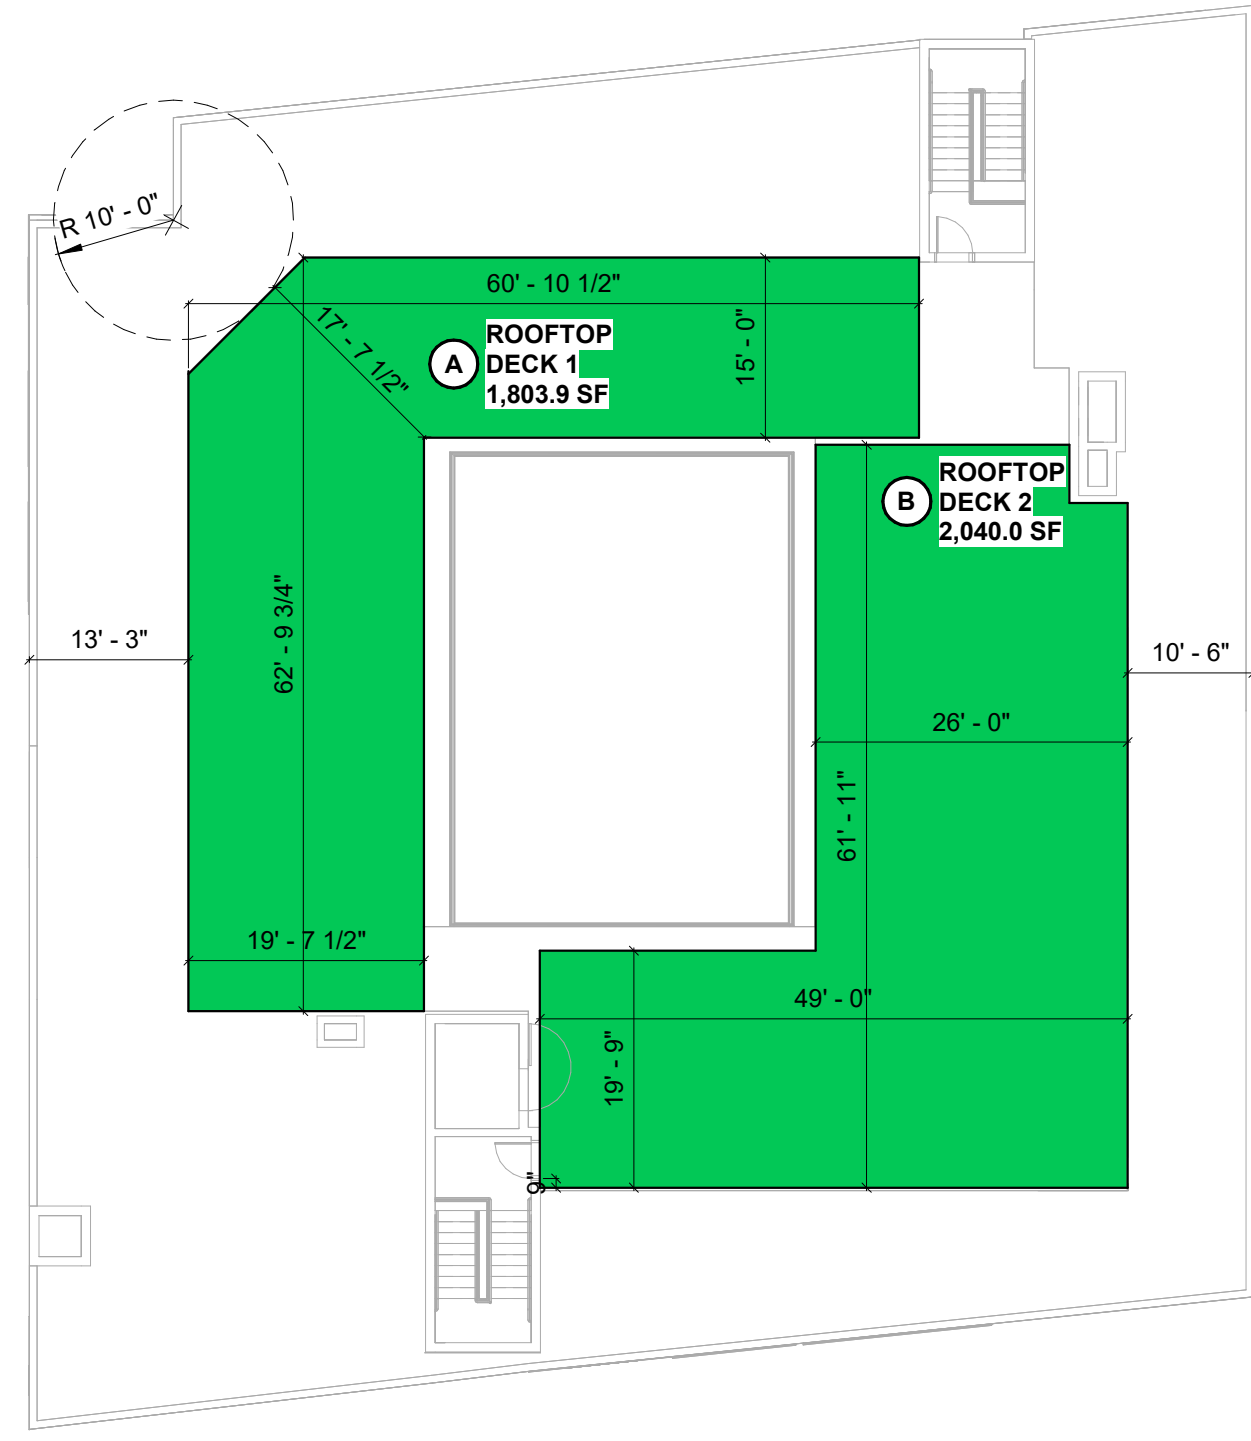 R 10' - 0"
60' - 10 1/2"
17' - 7 1/2"
A
ROOFTOP
DECK 1
1,803.9 SF
15' - 0"
B
ROOFTOP
DECK 2
2,040.0 SF
62' - 9 3/4"
13' - 3"
10' - 6"
26' - 0"
61' - 11"
19' - 7 1/2"
49' - 0"
19' - 9"
9"